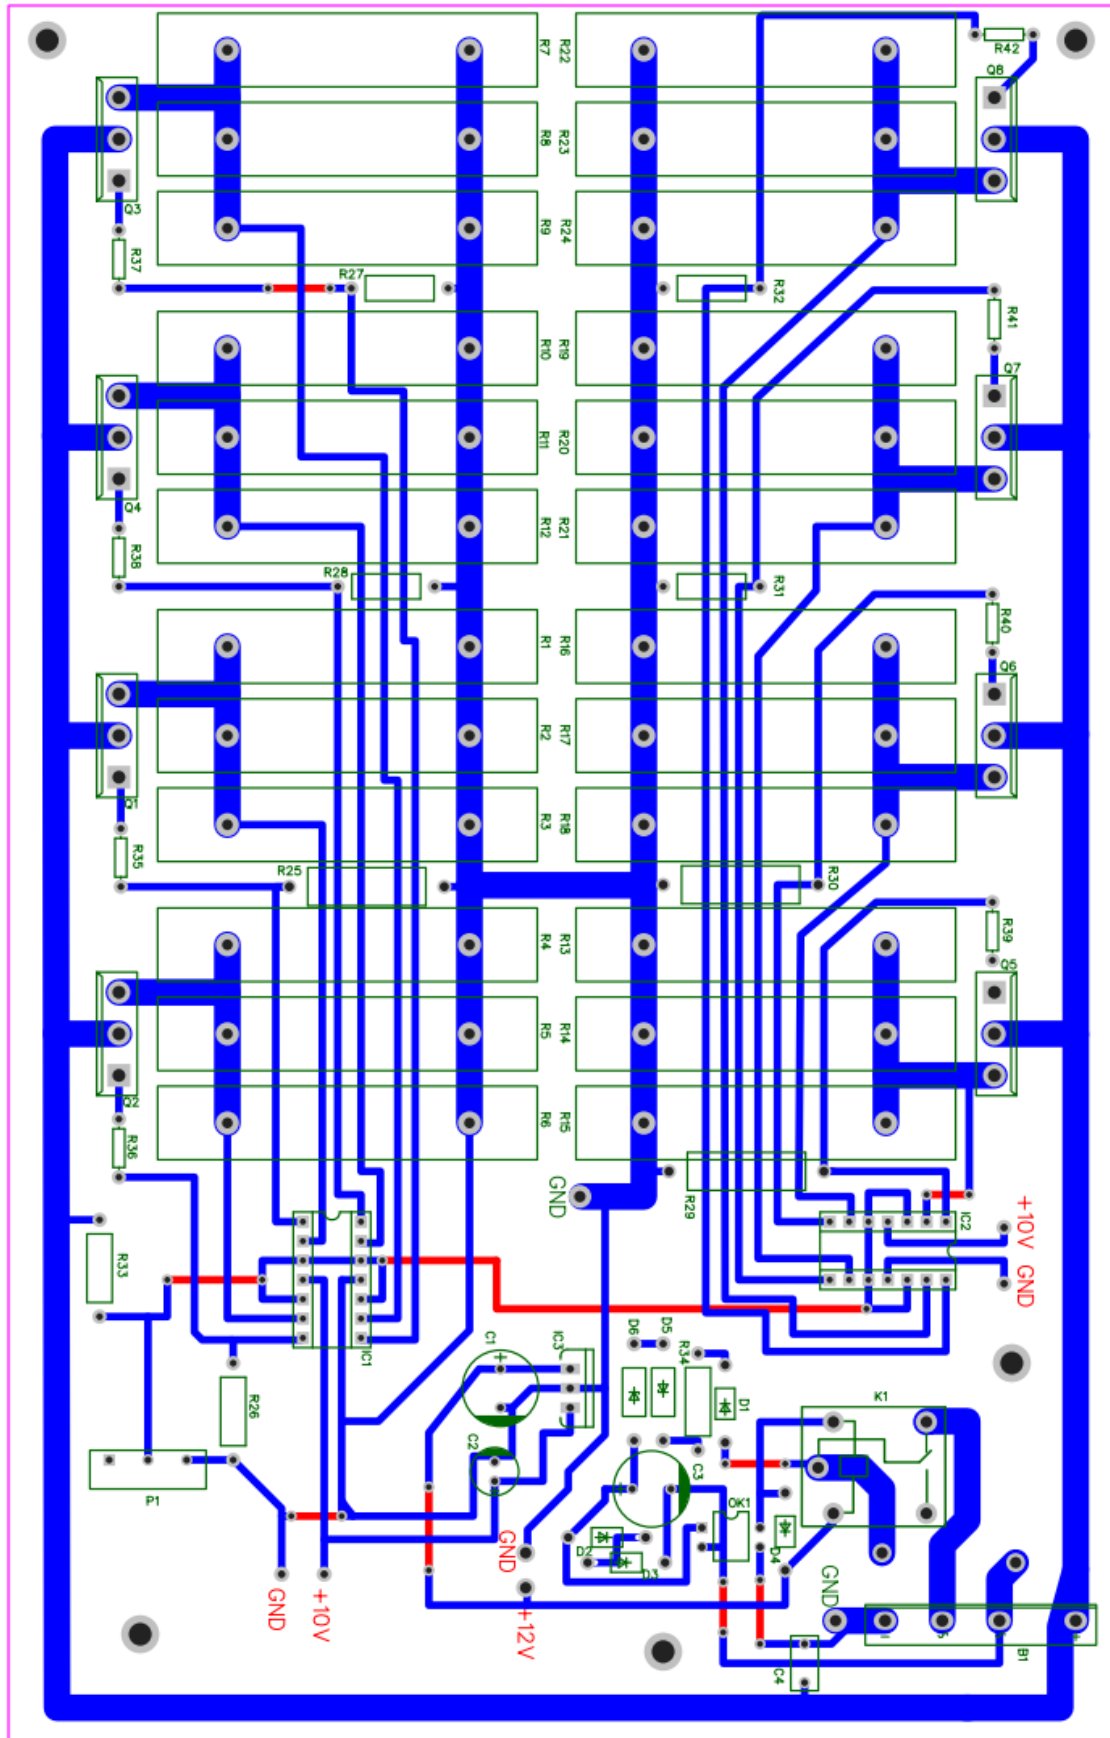 R7
R22
R42
Q8
R8
R23
Q3
R9
R24
R37
R27
R32
R41
R10
R19
Q7
R11
R20
Q4
R12
R21
R38
R28
R31
R40
R1
R16
Q6
R2
R17
Q1
R3
R18
R35
R25
R30
R39
R4
R13
Q5
R5
R14
Q2
R6
R15
R36
GND
R29
IC2
+10V
GND
R33
IC1
C1
+
IC3
D6
D5
R34
D1
K1
R26
C2
C3
+
P1
OK1
D2
D3
D4
GND
+10V
GND
+12V
GND
C4
B1